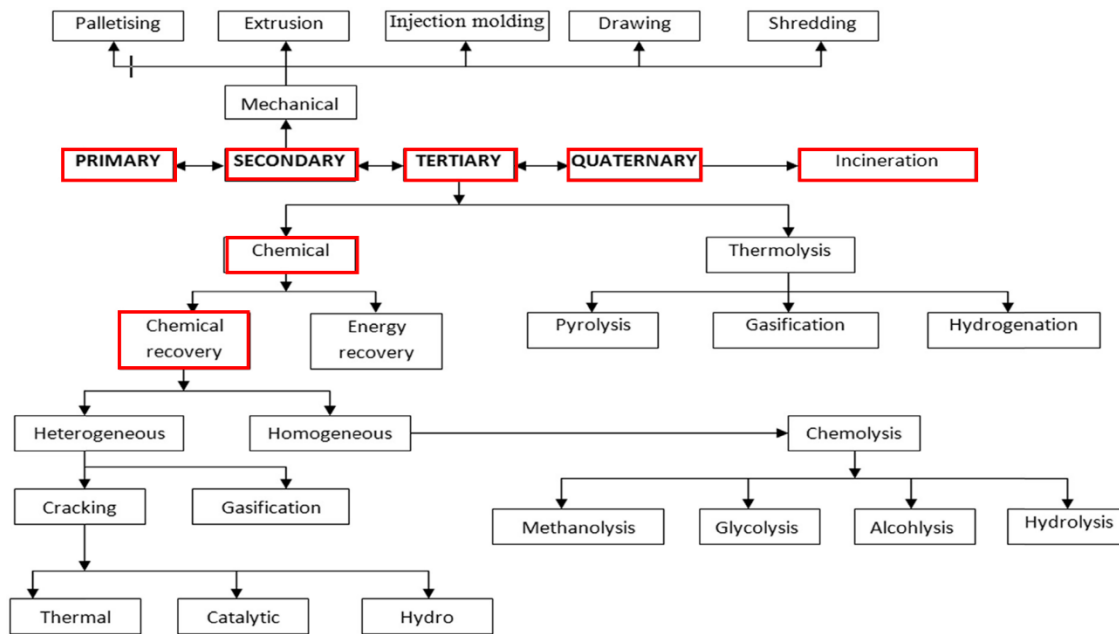 Palletising
Extrusion
Injection molding
Drawing
Shredding
Mechanical
PRIMARY
SECONDARY
TERTIARY
QUATERNARY
Incineration
Chemical
Thermolysis
Chemical
recovery
Energy
recovery
Pyrolysis
Gasification
Hydrogenation
Heterogeneous
Homogeneous
Chemolysis
Cracking
Gasification
Methanolysis
Glycolysis
Alcohlysis
Hydrolysis
Thermal
Catalytic
Hydro